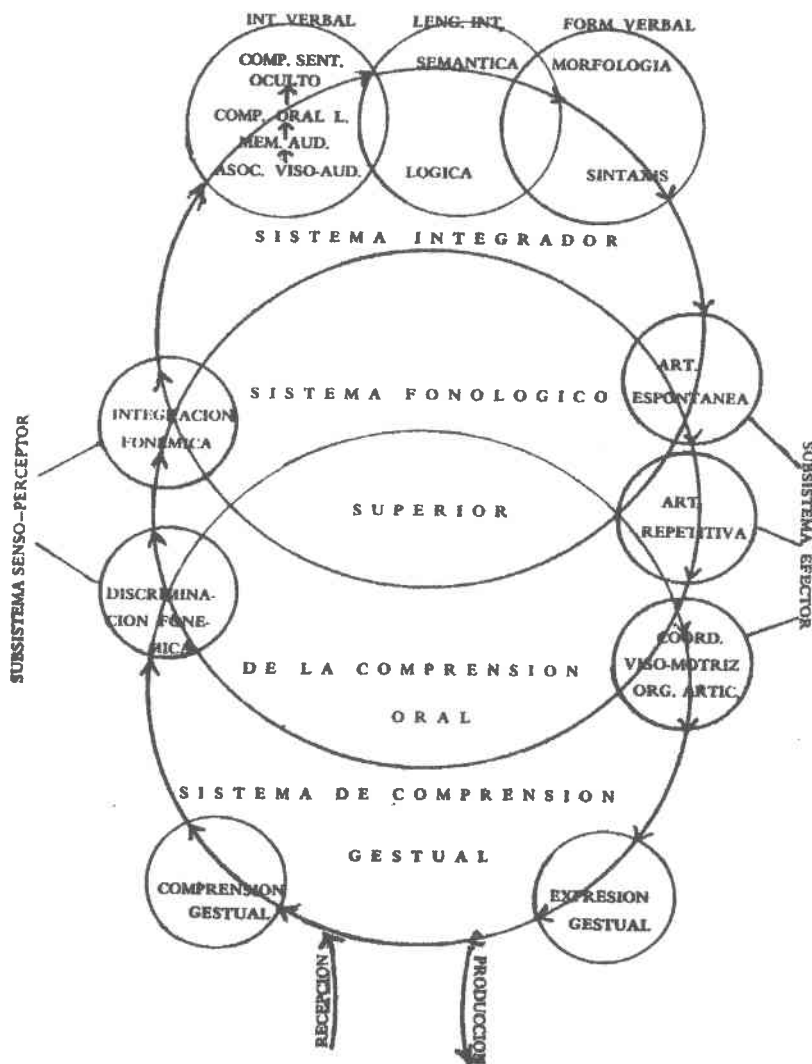 INT. VERBAL
LENG. INT.
FORM. VERBAL
COMP. SENT.
OCULTO
COMP. ORAL L.
MEM. AUD.
ASOC. VISO-AUD.
SEMANTICA
LOGICA
MORFOLOGIA
SINTAXIS
SISTEMA INTEGRADOR
SISTEMA FONOLOGICO
SUPERIOR
DE LA COMPRENSION
ORAL
SISTEMA DE COMPRENSION
GESTUAL
SUBSISTEMA SENSO-PERCEPTOR
INTEGRACION
FONEMICA
DISCRIMINA-
CION FONE-
MICA
COMPRENSION
GESTUAL
SUBSISTEMA EFECTOR
ART.
ESPONTANEA
ART.
REPETITIVA
COORD.
VISO-MOTRIZ
ORG. ARTIC.
EXPRESION
GESTUAL
RECEPCION
PRODUCCION